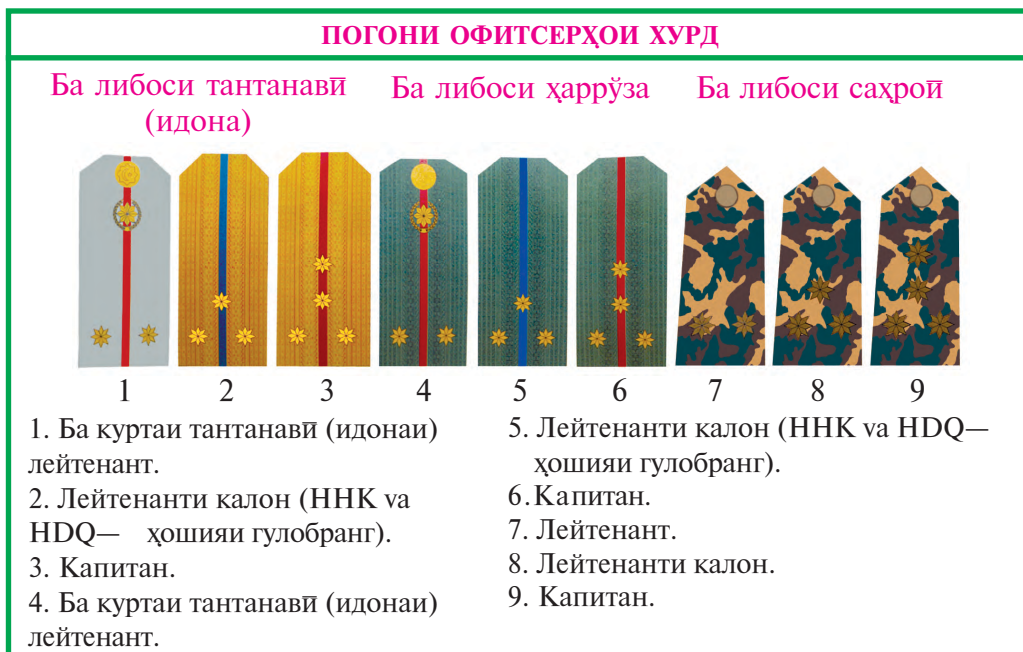 ПОГОНИ ОФИТСЕРҲОИ ХУРД
Ба либоси тантанавӣ
(идона)
Ба либоси ҳаррӯза
Ба либоси саҳроӣ
1 2 3 4 5 6 7 8 9
1. Ба куртаи тантанавӣ (идонаи)
лейтенант.
2. Лейтенанти калон (ННК va
HDQ— ҳошияи гулобранг).
3. Капитан.
4. Ба куртаи тантанавӣ (идонаи)
лейтенант.
5. Лейтенанти калон (ННК va HDQ—
ҳошияи гулобранг).
6. Капитан.
7. Лейтенант.
8. Лейтенанти калон.
9. Капитан.